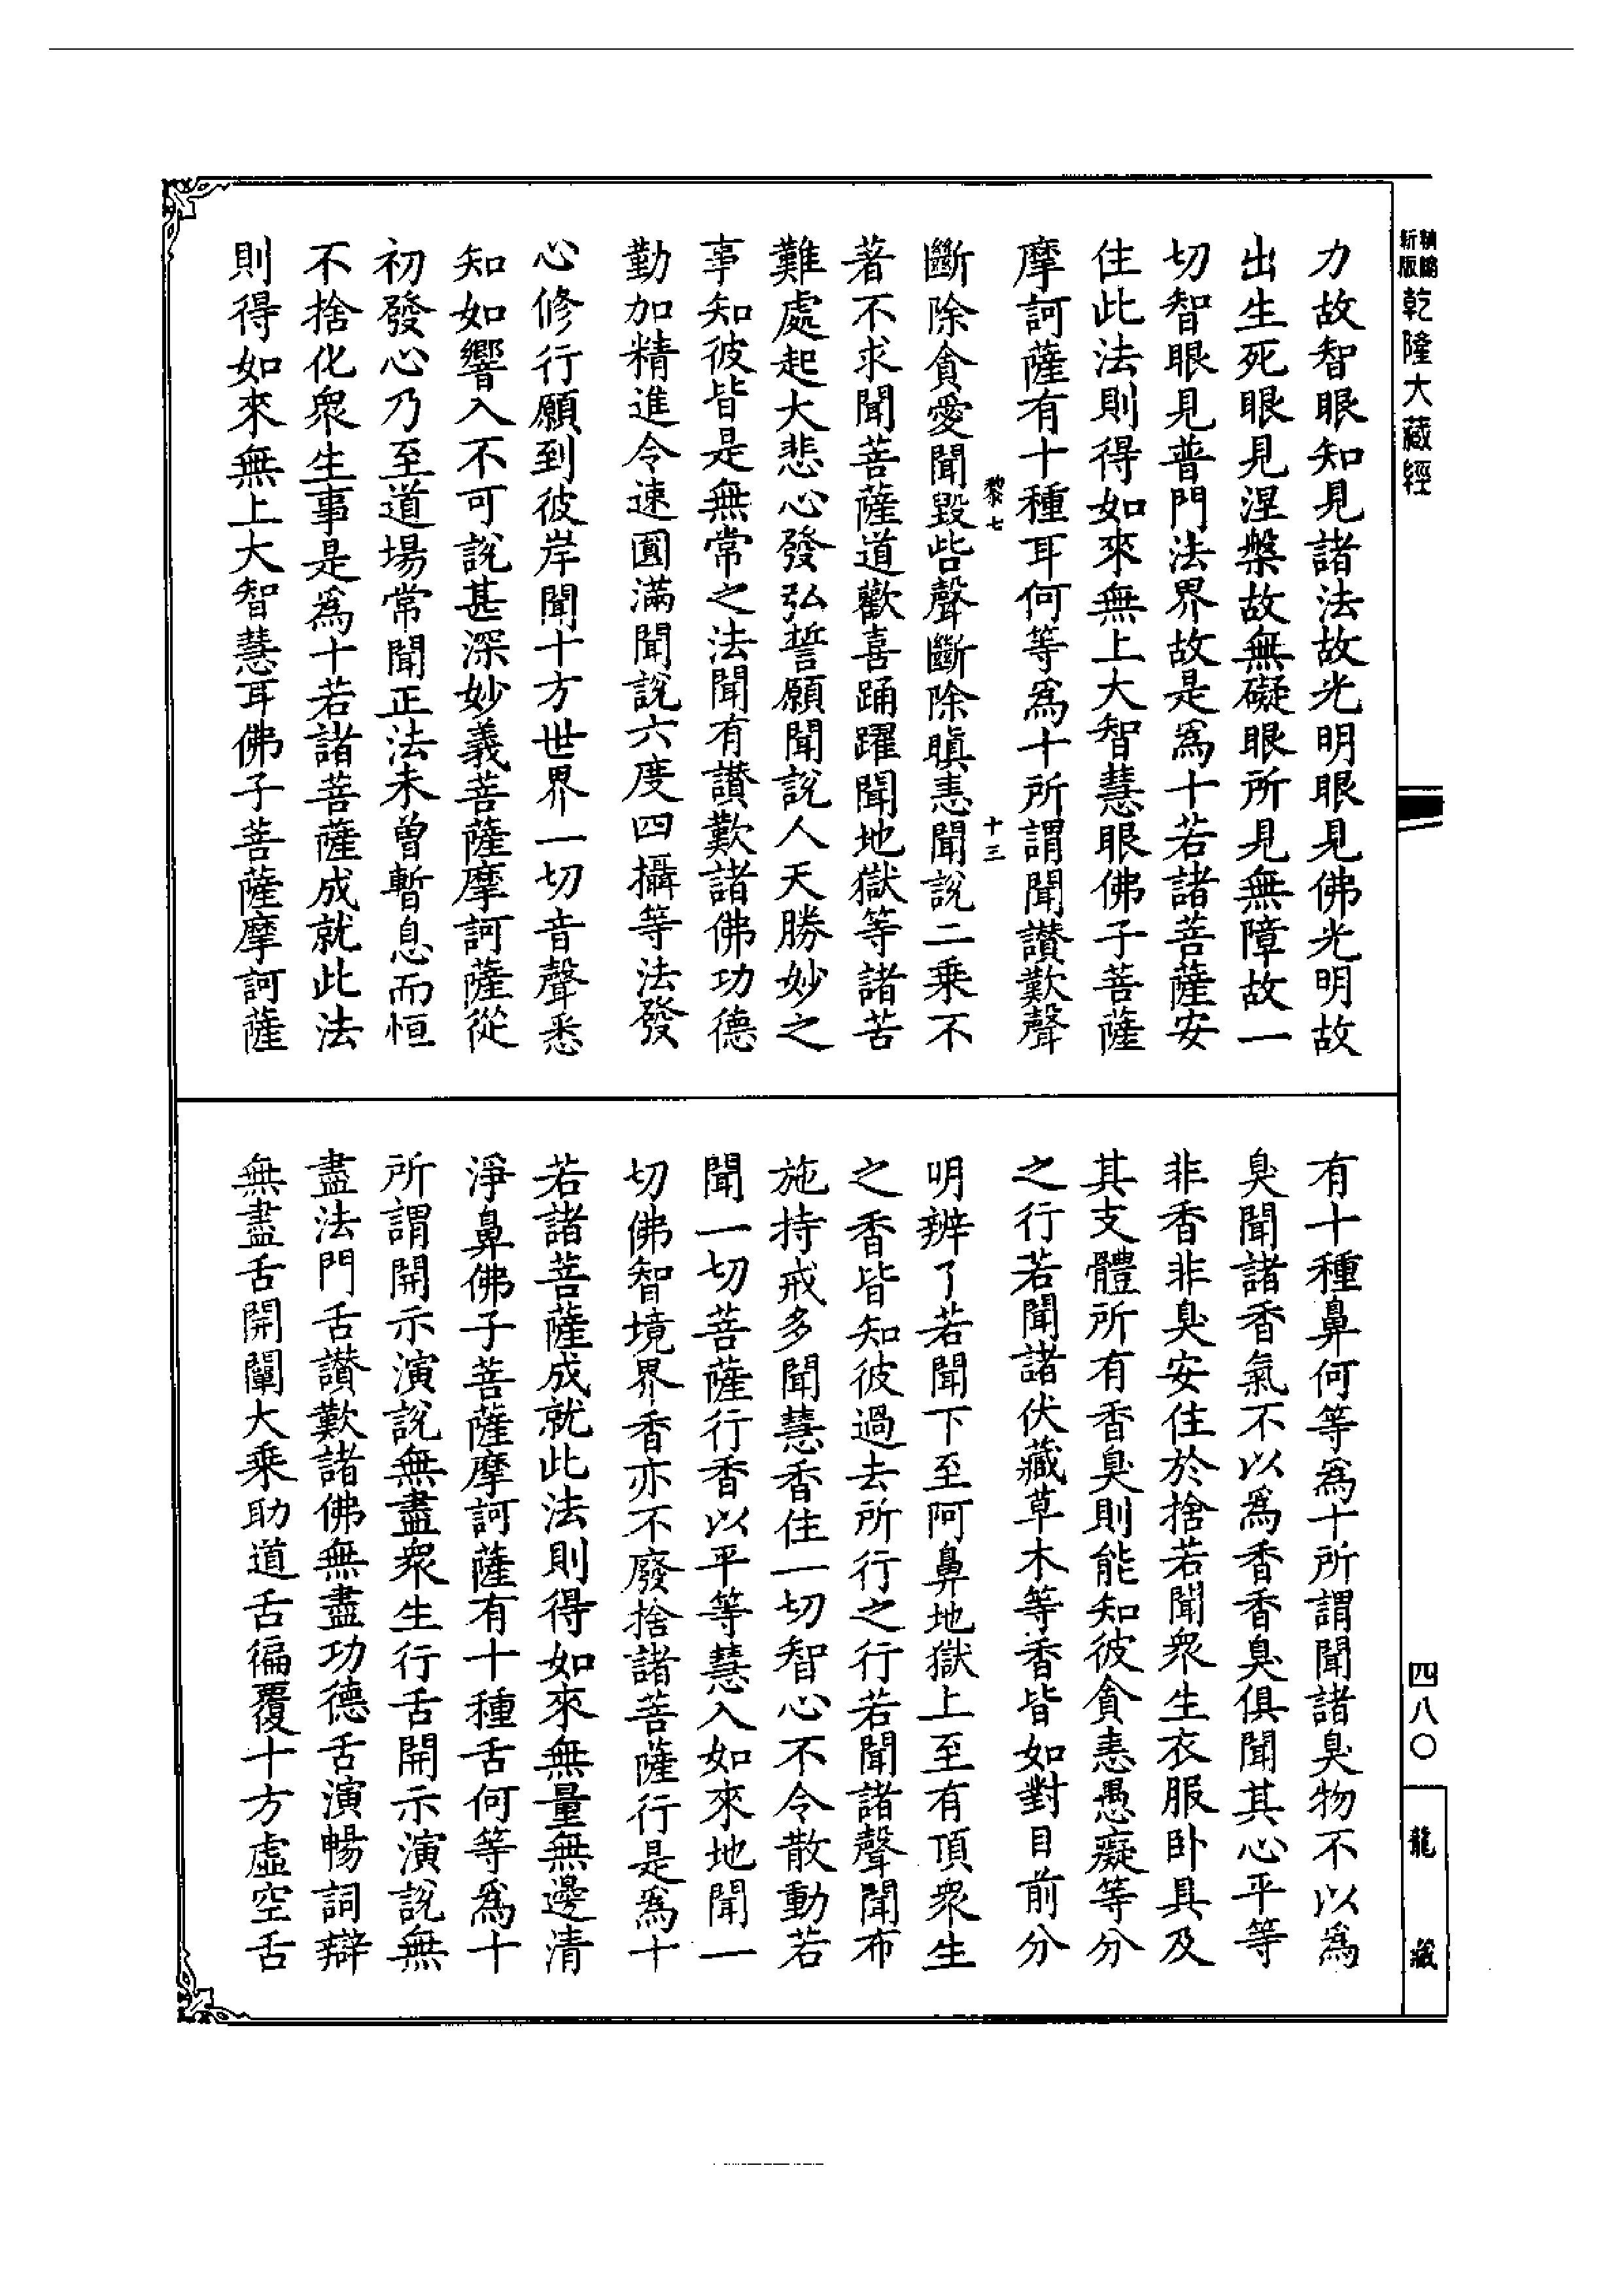 新版
精縮
乾隆大藏經
力故智眼知見諸法故光明眼見佛光明故
出生死眼見涅槃故無礙眼所見無障故一
切智眼見普門法界故是爲十若諸菩薩安
住此法則得如來無上大智慧眼佛子菩薩
摩訶薩有十種耳何等爲十所謂聞讃歎聲
黎七
十三
斷除貪愛聞毀呰聲斷除瞋恚聞說二乘不
著不求聞菩薩道歡喜踊躍聞地獄等諸苦
難處起大悲心發弘誓願聞說人天勝妙之
事知彼皆是無常之法聞有讃歎諸佛功德
勤加精進令速圓滿聞說六度四攝等法發
心修行願到彼岸聞十方世界一切音聲悉
知如響入不可說甚深妙義菩薩摩訶薩從
初發心乃至道場常聞正法未曾暫息而恒
不捨化衆生事是爲十若諸菩薩成就此法
則得如來無上大智慧耳佛子菩薩摩訶薩
有十種鼻何等爲十所謂聞諸臭物不以爲
臭聞諸香氣不以爲香香臭俱聞其心平等
非香非臭安住於捨若聞衆生衣服卧具及
其支體所有香臭則能知彼貪恚愚癡等分
之行若聞諸伏藏草木等香皆如對目前分
明辨了若聞下至阿鼻地獄上至有頂衆生
之香皆知彼過去所行之行若聞諸聲聞布
施持戒多聞慧香住一切智心不令散動若
聞一切菩薩行香以平等慧入如來地聞一
切佛智境界香亦不廢捨諸菩薩行是爲十
若諸菩薩成就此法則得如來無量無邊清
淨鼻佛子菩薩摩訶薩有十種舌何等爲十
所謂開示演說無盡衆生行舌開示演說無
盡法門舌讃歎諸佛無盡功德舌演暢詞辯
無盡舌開闡大乘助道舌徧覆十方虛空舌
四八〇
龍藏